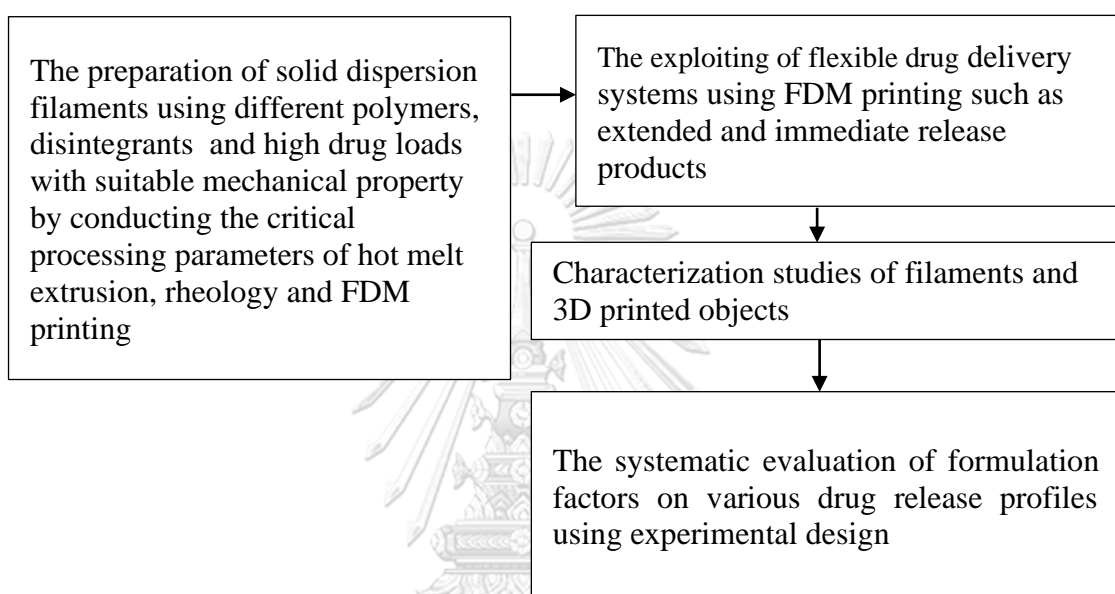 The preparation of solid dispersion
filaments using different polymers,
disintegrants and high drug loads
with suitable mechanical property
by conducting the critical
processing parameters of hot melt
extrusion, rheology and FDM
printing
The exploiting of flexible drug delivery
systems using FDM printing such as
extended and immediate release
products
Characterization studies of filaments and
3D printed objects
The systematic evaluation of formulation
factors on various drug release profiles
using experimental design